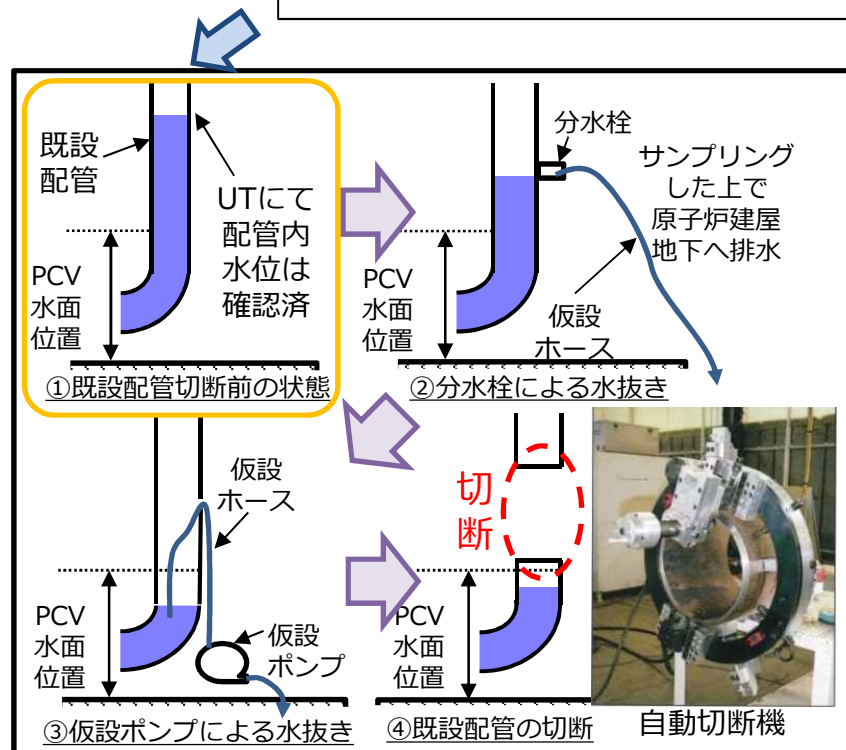 既設
配管
UTにて
配管内
水位は
確認済
PCV
水面
位置
①既設配管切断前の状態
分水栓
サンプリング
した上で
原子炉建屋
地下へ排水
PCV
水面
位置
仮設
ホース
②分水栓による水抜き
仮設
ホース
PCV
水面
位置
仮設
ポンプ
③仮設ポンプによる水抜き
切
断
PCV
水面
位置
④既設配管の切断
自動切断機